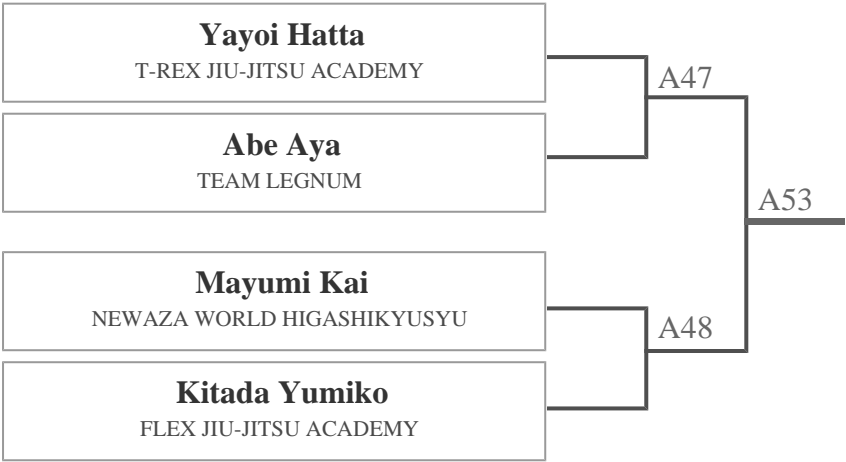 Yayoi Hatta
T-REX JIU-JITSU ACADEMY
A47
Abe Aya
TEAM LEGNUM
A53
Mayumi Kai
NEWAZA WORLD HIGASHIKYUSYU
A48
Kitada Yumiko
FLEX JIU-JITSU ACADEMY